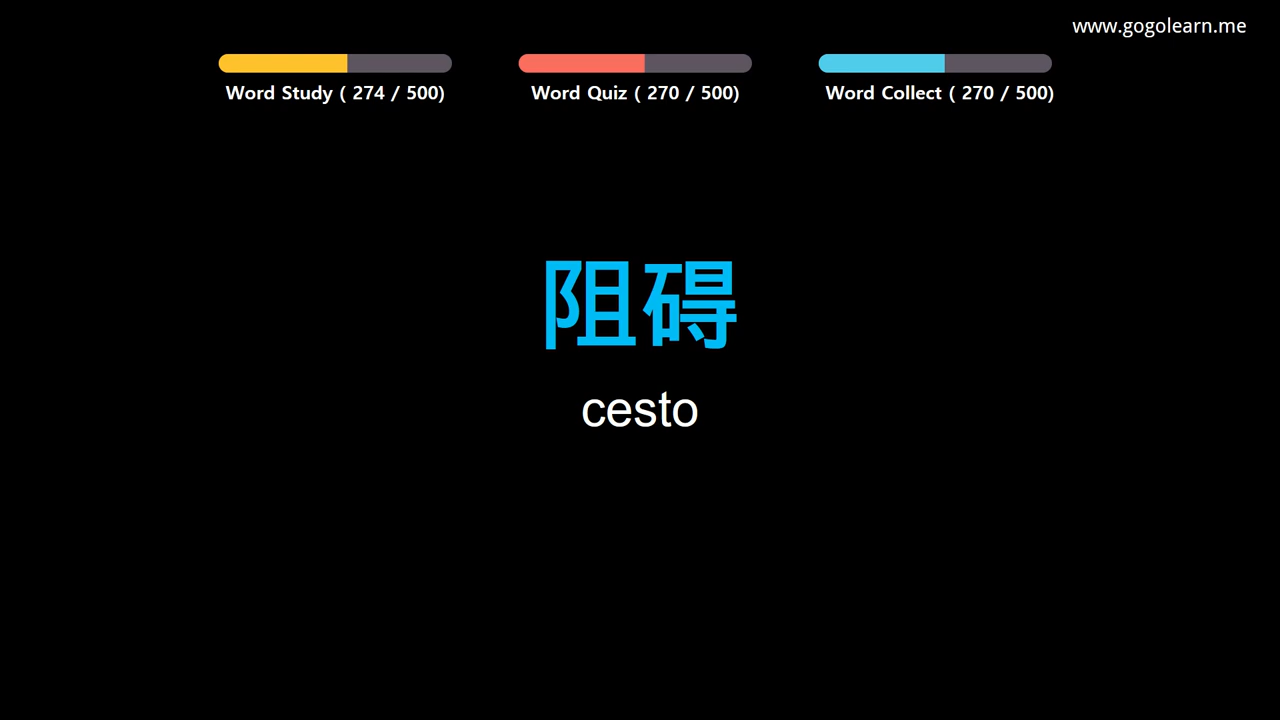 www.gogolearn.me
Word Study ( 274 / 500)
Word Quiz ( 270 / 500)
Word Collect ( 270 / 500)
阻碍
cesto